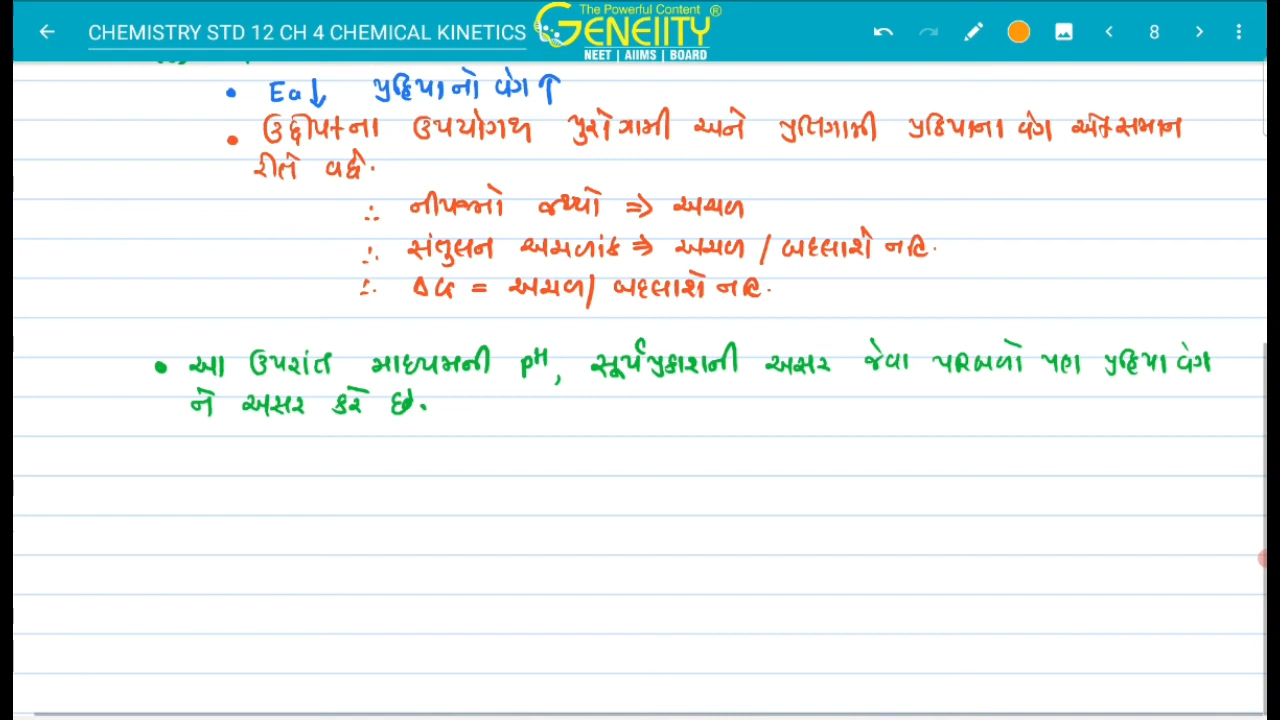 The Powerful Content ®
CHEMISTRY STD 12 CH 4 CHEMICAL KINETICS GENEIITY 8
NEET | AIIMS | BOARD
• Ea↓ પ્રક્રિયાનો વેગ ↑
• ઉદ્દીપકના ઉપયોગથી પુરોગામી અને પ્રતિગામી પ્રક્રિયાના વેગ એકસમાન
રીતે વધે.
∴ નીપજનો જથ્થો ⇒ અચળ
∴ સંતુલન અચળાંક ⇒ અચળ / બદલાશે નહિ.
∴ ΔG = અચળ/ બદલાશે નહિ.
• આ ઉપરાંત માધ્યમની pH, સૂર્યપ્રકાશની અસર જેવા પરિબળો પણ પ્રક્રિયા વેગ
ને અસર કરે છે.